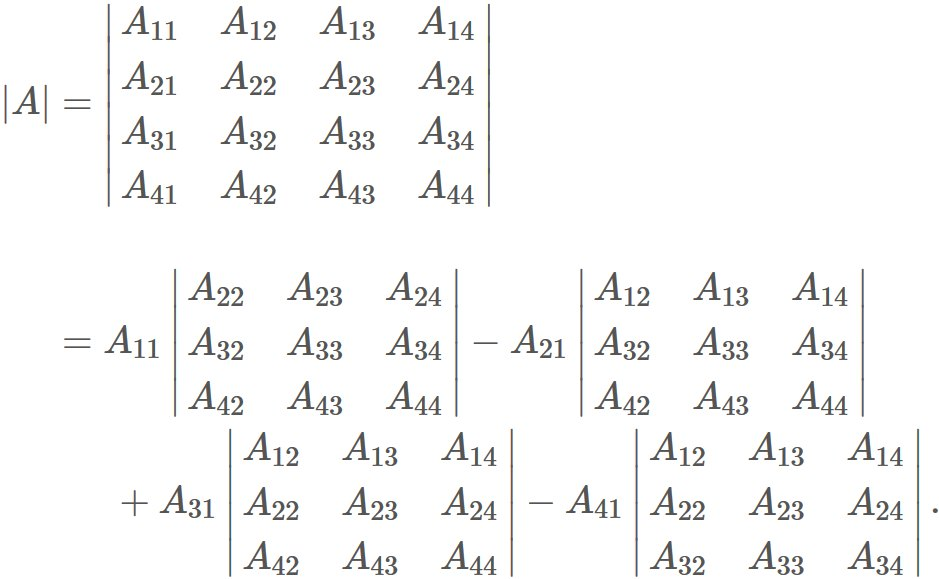 |A| = | A₁₁ A₁₂ A₁₃ A₁₄ |
| A₂₁ A₂₂ A₂₃ A₂₄ |
| A₃₁ A₃₂ A₃₃ A₃₄ |
| A₄₁ A₄₂ A₄₃ A₄₄ |
= A₁₁ | A₂₂ A₂₃ A₂₄ | − A₂₁ | A₁₂ A₁₃ A₁₄ |
| A₃₂ A₃₃ A₃₄ | | A₃₂ A₃₃ A₃₄ |
| A₄₂ A₄₃ A₄₄ | | A₄₂ A₄₃ A₄₄ |
+ A₃₁ | A₁₂ A₁₃ A₁₄ | − A₄₁ | A₁₂ A₁₃ A₁₄ | .
| A₂₂ A₂₃ A₂₄ | | A₂₂ A₂₃ A₂₄ |
| A₄₂ A₄₃ A₄₄ | | A₃₂ A₃₃ A₃₄ |